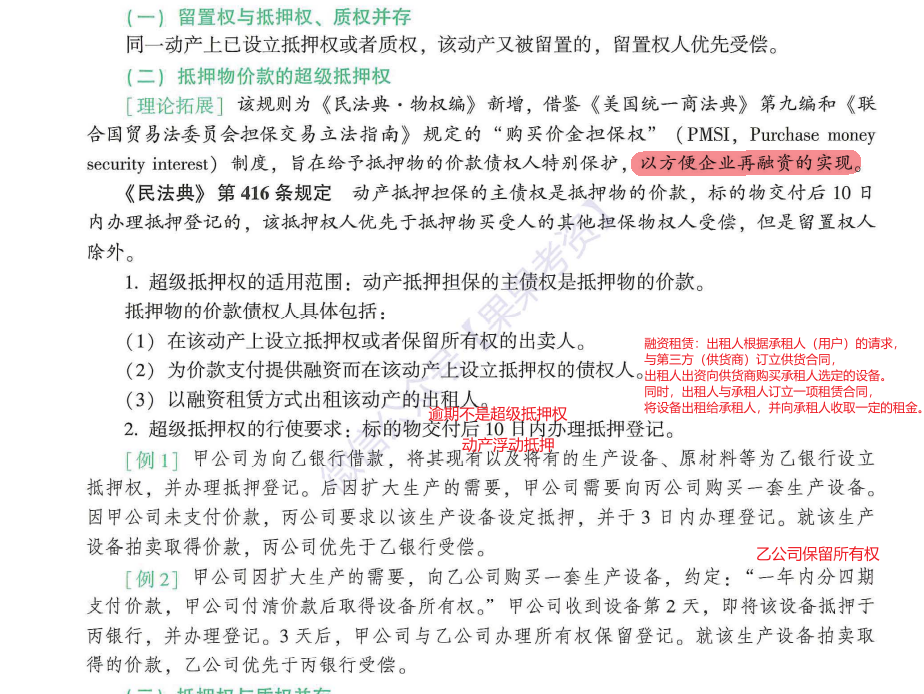 (一) 留置权与抵押权、质权并存
同一动产上已设立抵押权或者质权，该动产又被留置的，留置权人优先受偿。
(二) 抵押物价款的超级抵押权
[理论拓展] 该规则为《民法典·物权编》新增，借鉴《美国统一商法典》第九编和《联
合国贸易法委员会担保交易立法指南》规定的“购买价金担保权”（PMSI，Purchase money
security interest）制度，旨在给予抵押物的价款债权人特别保护，以方便企业再融资的实现。
《民法典》第 416 条规定 动产抵押担保的主债权是抵押物的价款，标的物交付后 10 日
内办理抵押登记的，该抵押权人优先于抵押物买受人的其他担保物权人受偿，但是留置权人
除外。
1. 超级抵押权的适用范围：动产抵押担保的主债权是抵押物的价款。
抵押物的价款债权人具体包括：
（1）在该动产上设立抵押权或者保留所有权的出卖人。
（2）为价款支付提供融资而在该动产上设立抵押权的债权人。
（3）以融资租赁方式出租该动产的出租人。
融资租赁：出租人根据承租人（用户）的请求，
与第三方（供货商）订立供货合同，
出租人出资向供货商购买承租人选定的设备。
同时，出租人与承租人订立一项租赁合同，
将设备出租给承租人，并向承租人收取一定的租金。
逾期不是超级抵押权
2. 超级抵押权的行使要求：标的物交付后 10 日内办理抵押登记。
动产浮动抵押
[例 1] 甲公司为向乙银行借款，将其现有以及将有的生产设备、原材料等为乙银行设立
抵押权，并办理抵押登记。后因扩大生产的需要，甲公司需要向丙公司购买一套生产设备。
因甲公司未支付价款，丙公司要求以该生产设备设定抵押，并于 3 日内办理登记。就该生产
设备拍卖取得价款，丙公司优先于乙银行受偿。
乙公司保留所有权
[例 2] 甲公司因扩大生产的需要，向乙公司购买一套生产设备，约定：“一年内分四期
支付价款，甲公司付清价款后取得设备所有权。”甲公司收到设备第 2 天，即将该设备抵押于
丙银行，并办理登记。3 天后，甲公司与乙公司办理所有权保留登记。就该生产设备拍卖取
得的价款，乙公司优先于丙银行受偿。
(三) 抵押权与质权并存
微信公众号【果果考资】